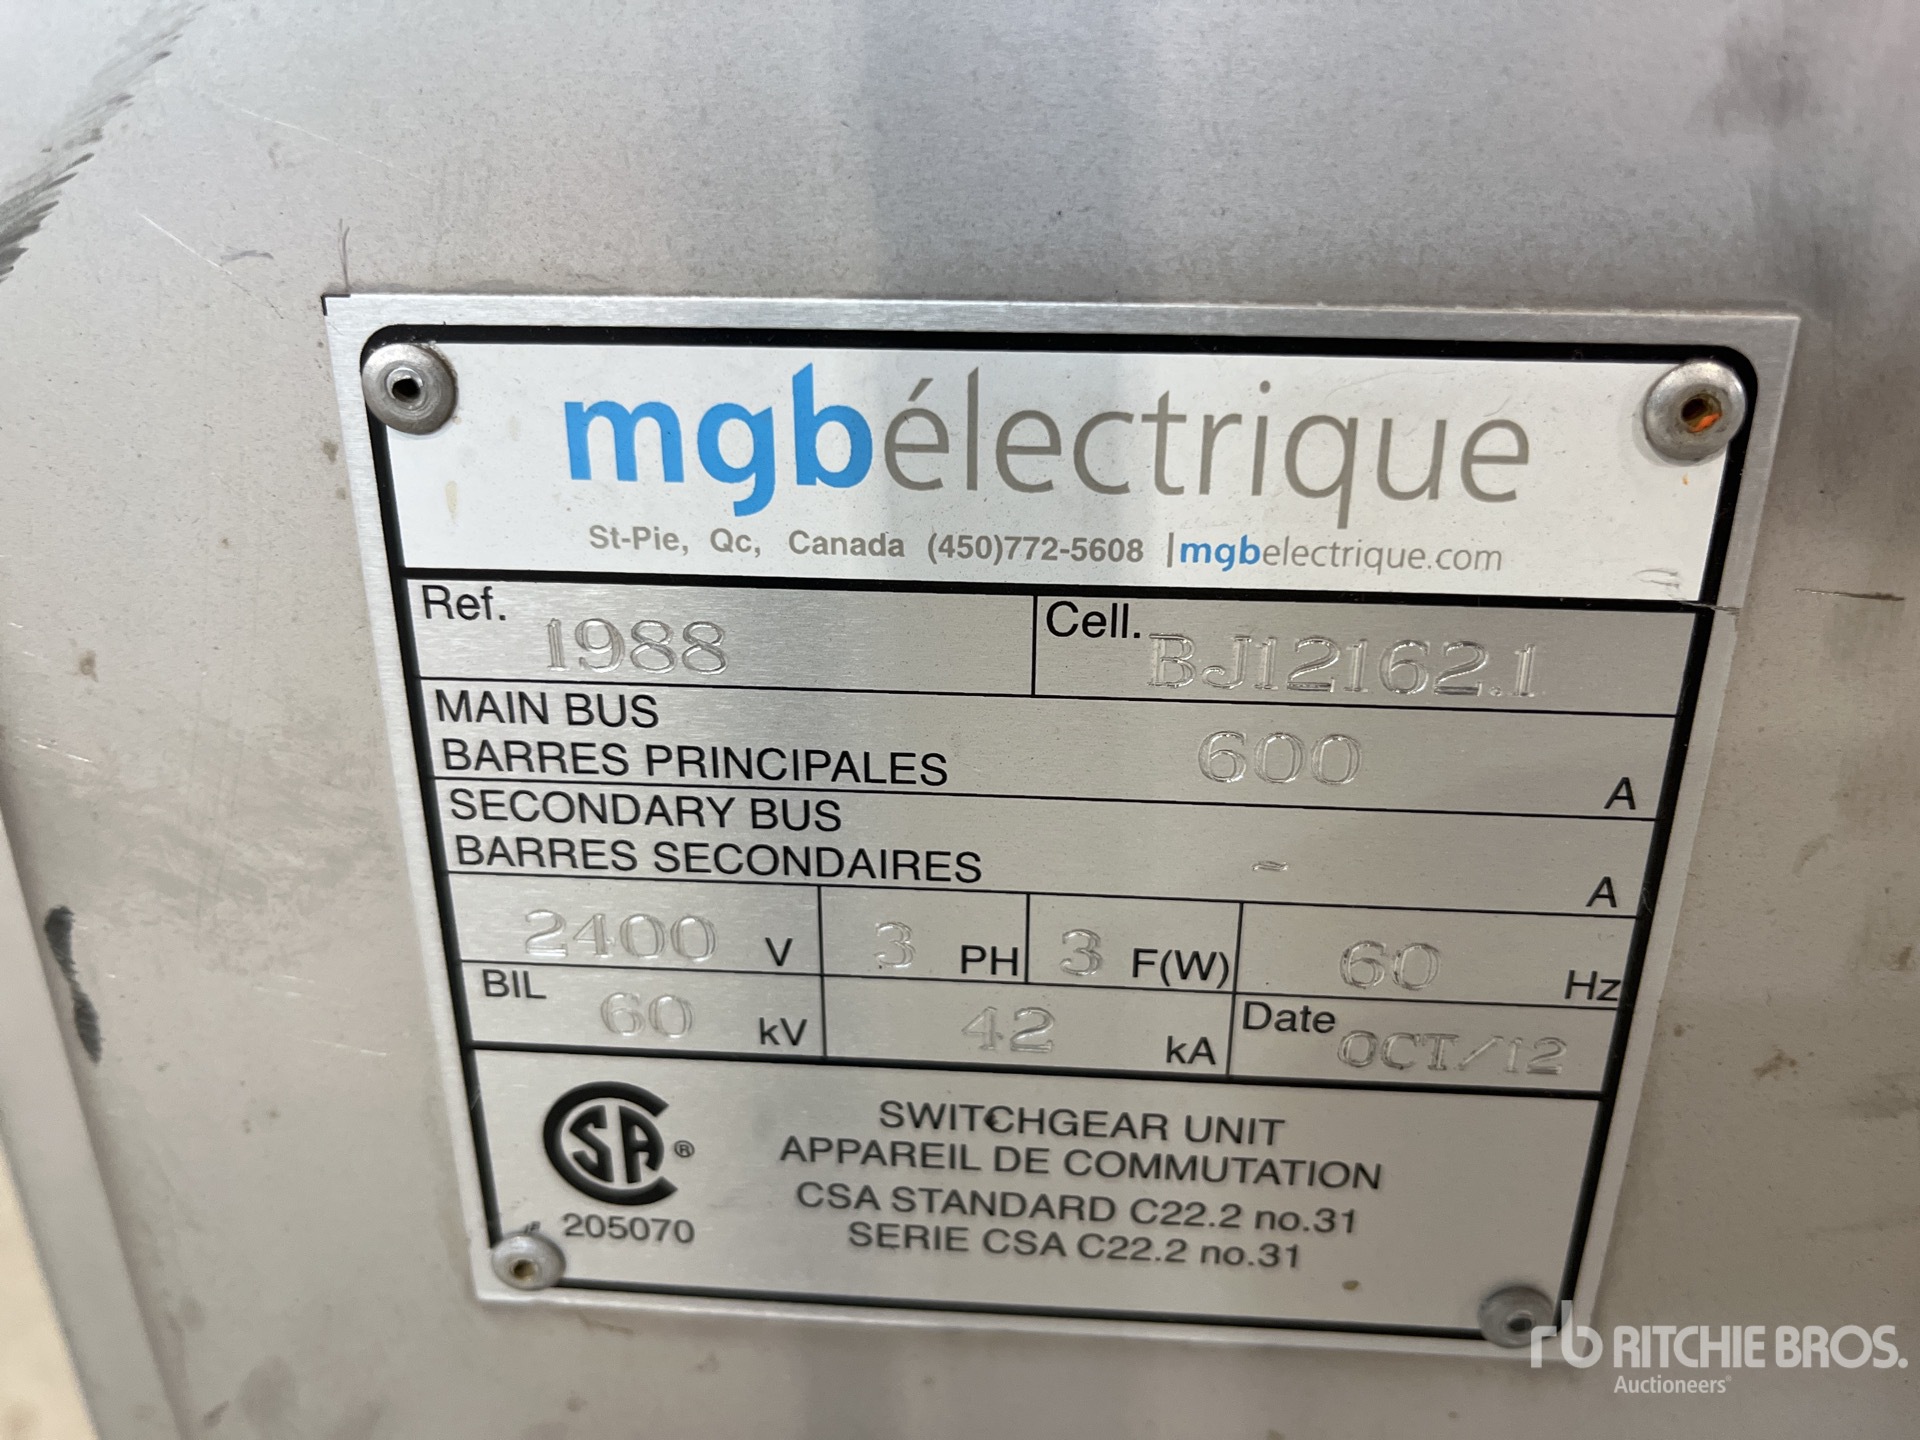 mgbélectrique
St-Pie, Qc, Canada (450)772-5608 |mgbelectrique.com
Ref. 1988 Cell. BJ12162.1
MAIN BUS
BARRES PRINCIPALES 600 A
SECONDARY BUS
BARRES SECONDAIRES - A
2400 V 3 PH 3 F(W) 60 Hz
BIL 60 kV 42 kA Date OCT/12
CSA ® 205070
SWITCHGEAR UNIT
APPAREIL DE COMMUTATION
CSA STANDARD C22.2 no.31
SERIE CSA C22.2 no.31
rb RITCHIE BROS.
Auctioneers